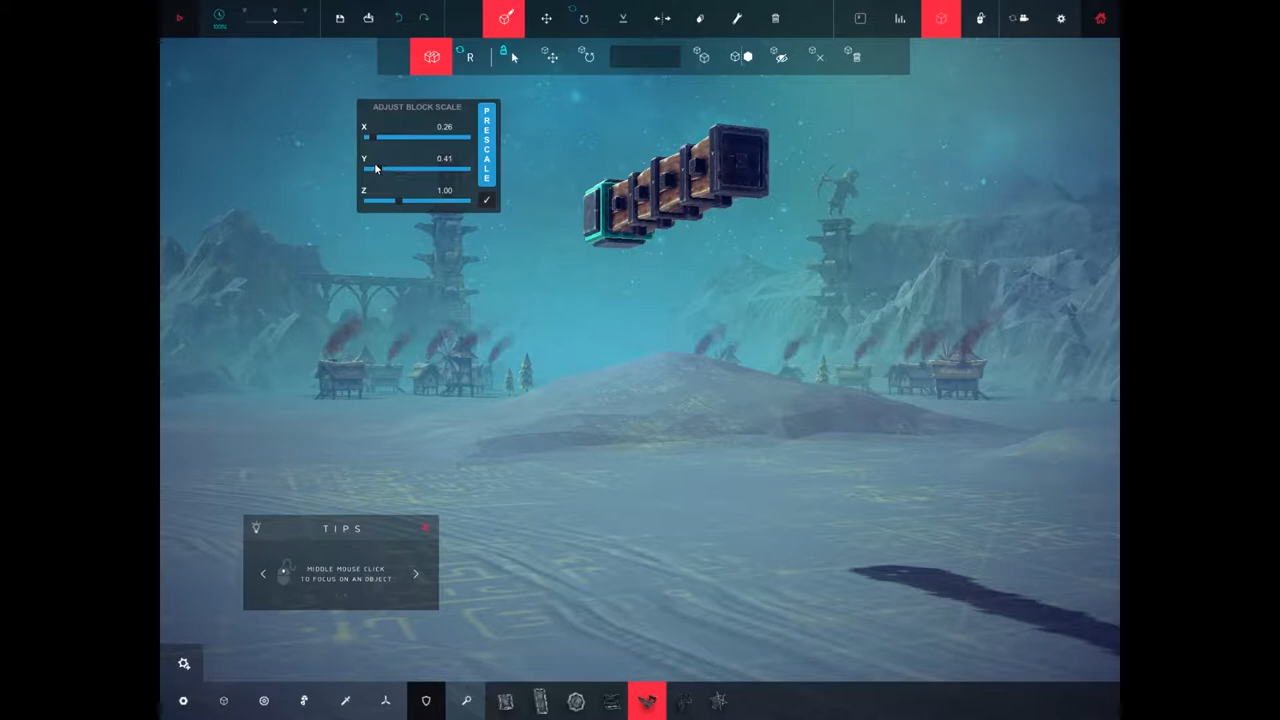 100%
R
ADJUST BLOCK SCALE
X 0.26
Y 0.41
Z 1.00
PRESCALE
TIPS
MIDDLE MOUSE CLICK
TO FOCUS ON AN OBJECT